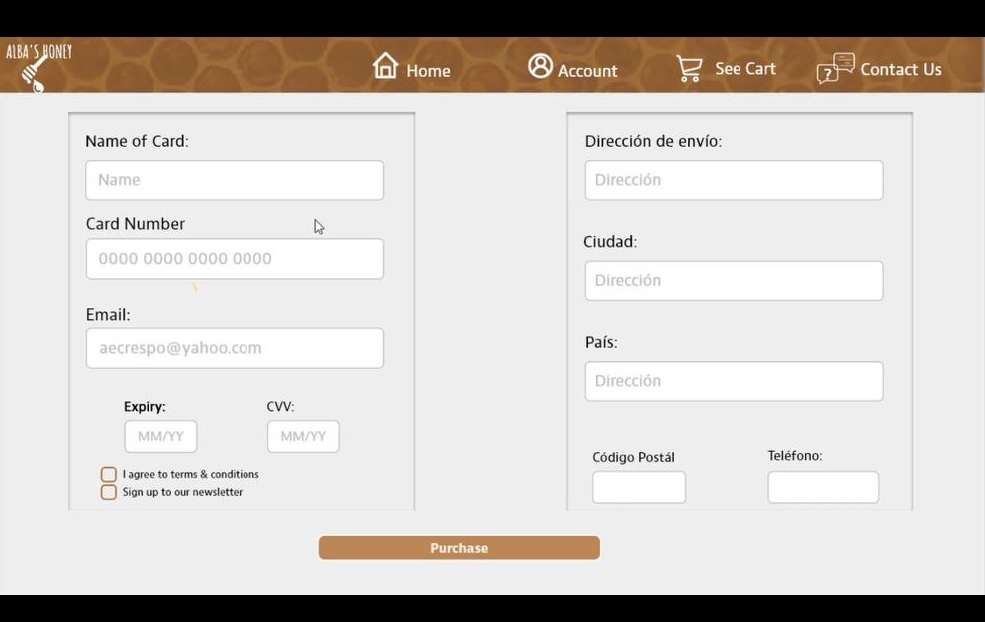 ALBA'S HONEY
Home
Account
See Cart
? Contact Us
Name of Card:
Name
Card Number
0000 0000 0000 0000
Email:
aecrespo@yahoo.com
Expiry:
CVV:
MM/YY
MM/YY
I agree to terms & conditions
Sign up to our newsletter
Dirección de envío:
Dirección
Ciudad:
Dirección
País:
Dirección
Código Postál
Teléfono:
Purchase